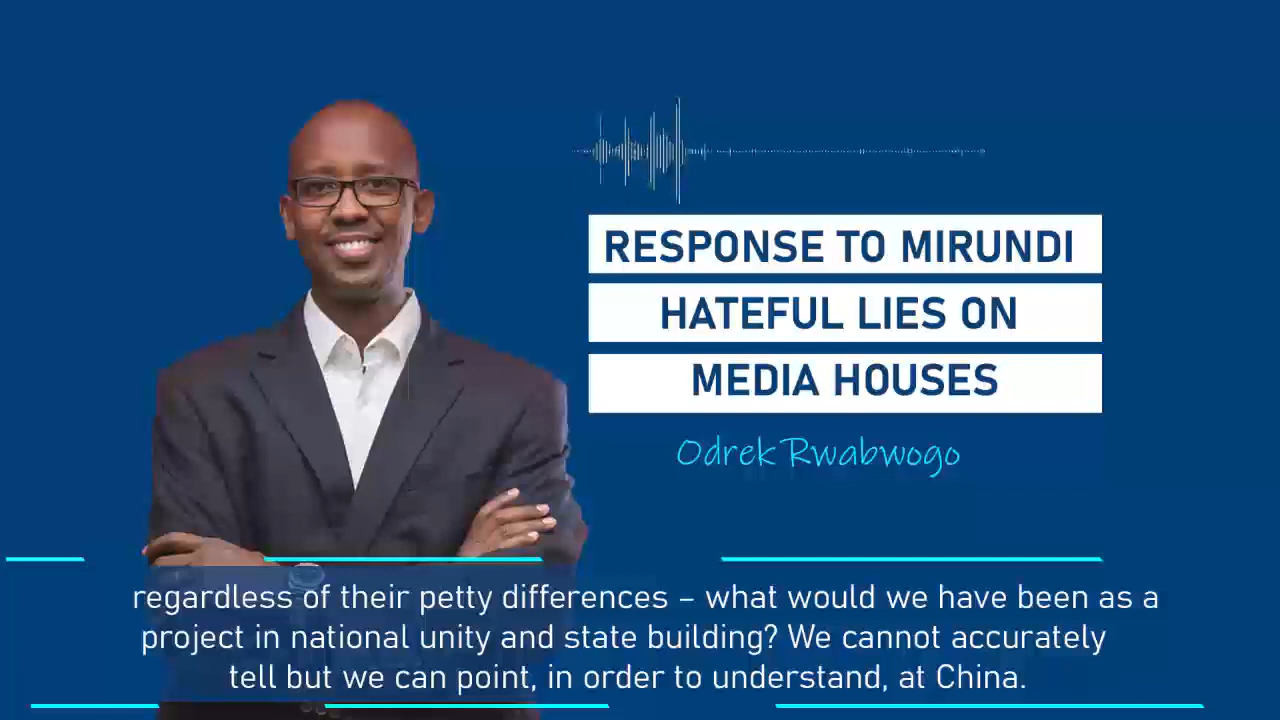 RESPONSE TO MIRUNDI
HATEFUL LIES ON
MEDIA HOUSES
Odrek Rwabwogo
regardless of their petty differences – what would we have been as a
project in national unity and state building? We cannot accurately
tell but we can point, in order to understand, at China.